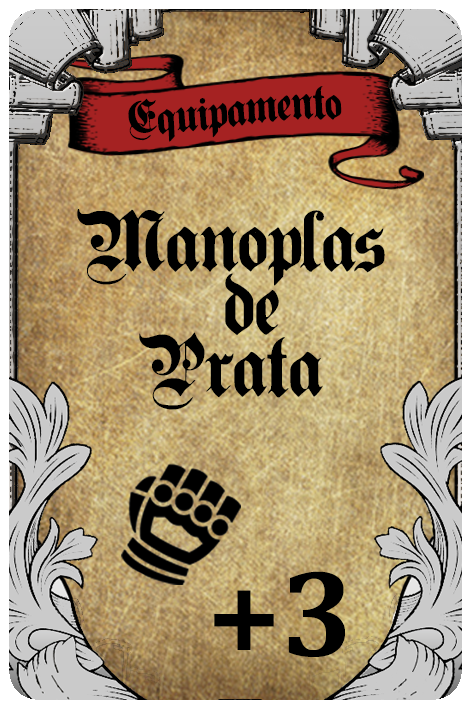 Equipamento
Manoplas
de
Prata
+3